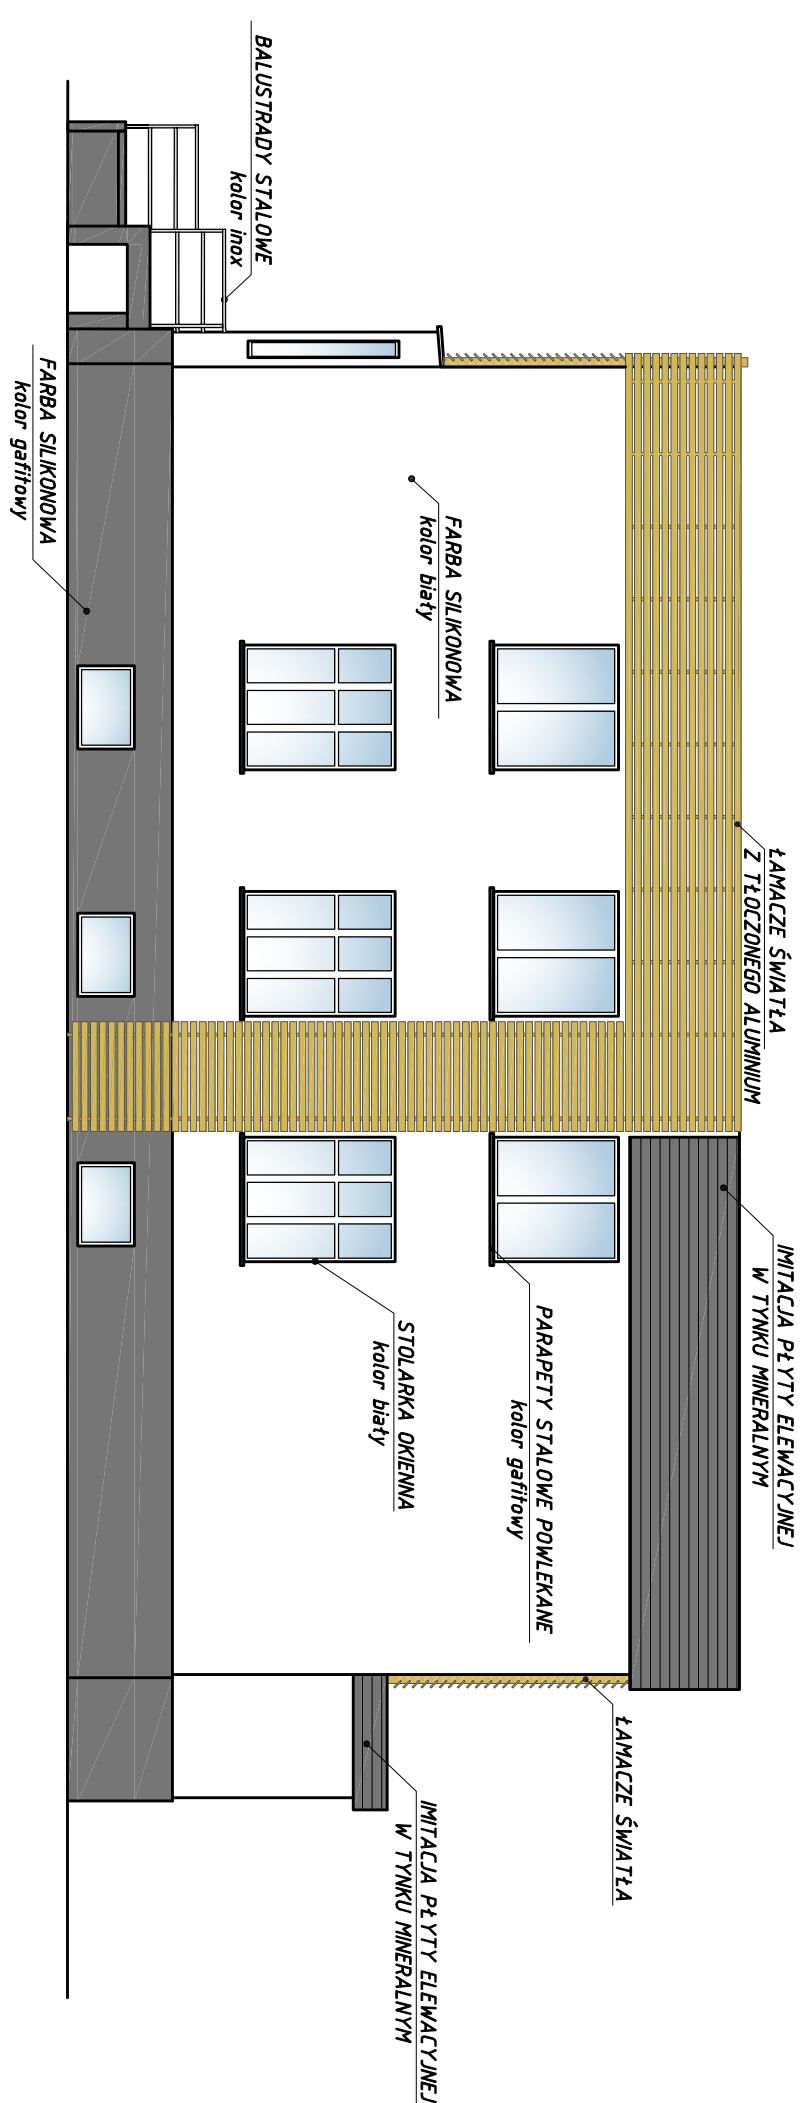 BALUSTRADY STALOWE
kolor inox
FARBA SILIKONOWA
kolor gafitowy
FARBA SILIKONOWA
kolor biały
ŁAMACZE ŚWIATŁA
Z TŁOCZONEGO ALUMINIUM
IMITACJA PŁYTY ELEWACYJNEJ
W TYNKU MINERALNYM
PARAPETY STALOWE POWLEKANE
kolor gafitowy
STOLARKA OKIENNA
kolor biały
ŁAMACZE ŚWIATŁA
IMITACJA PŁYTY ELEWACYJNEJ
W TYNKU MINERALNYM